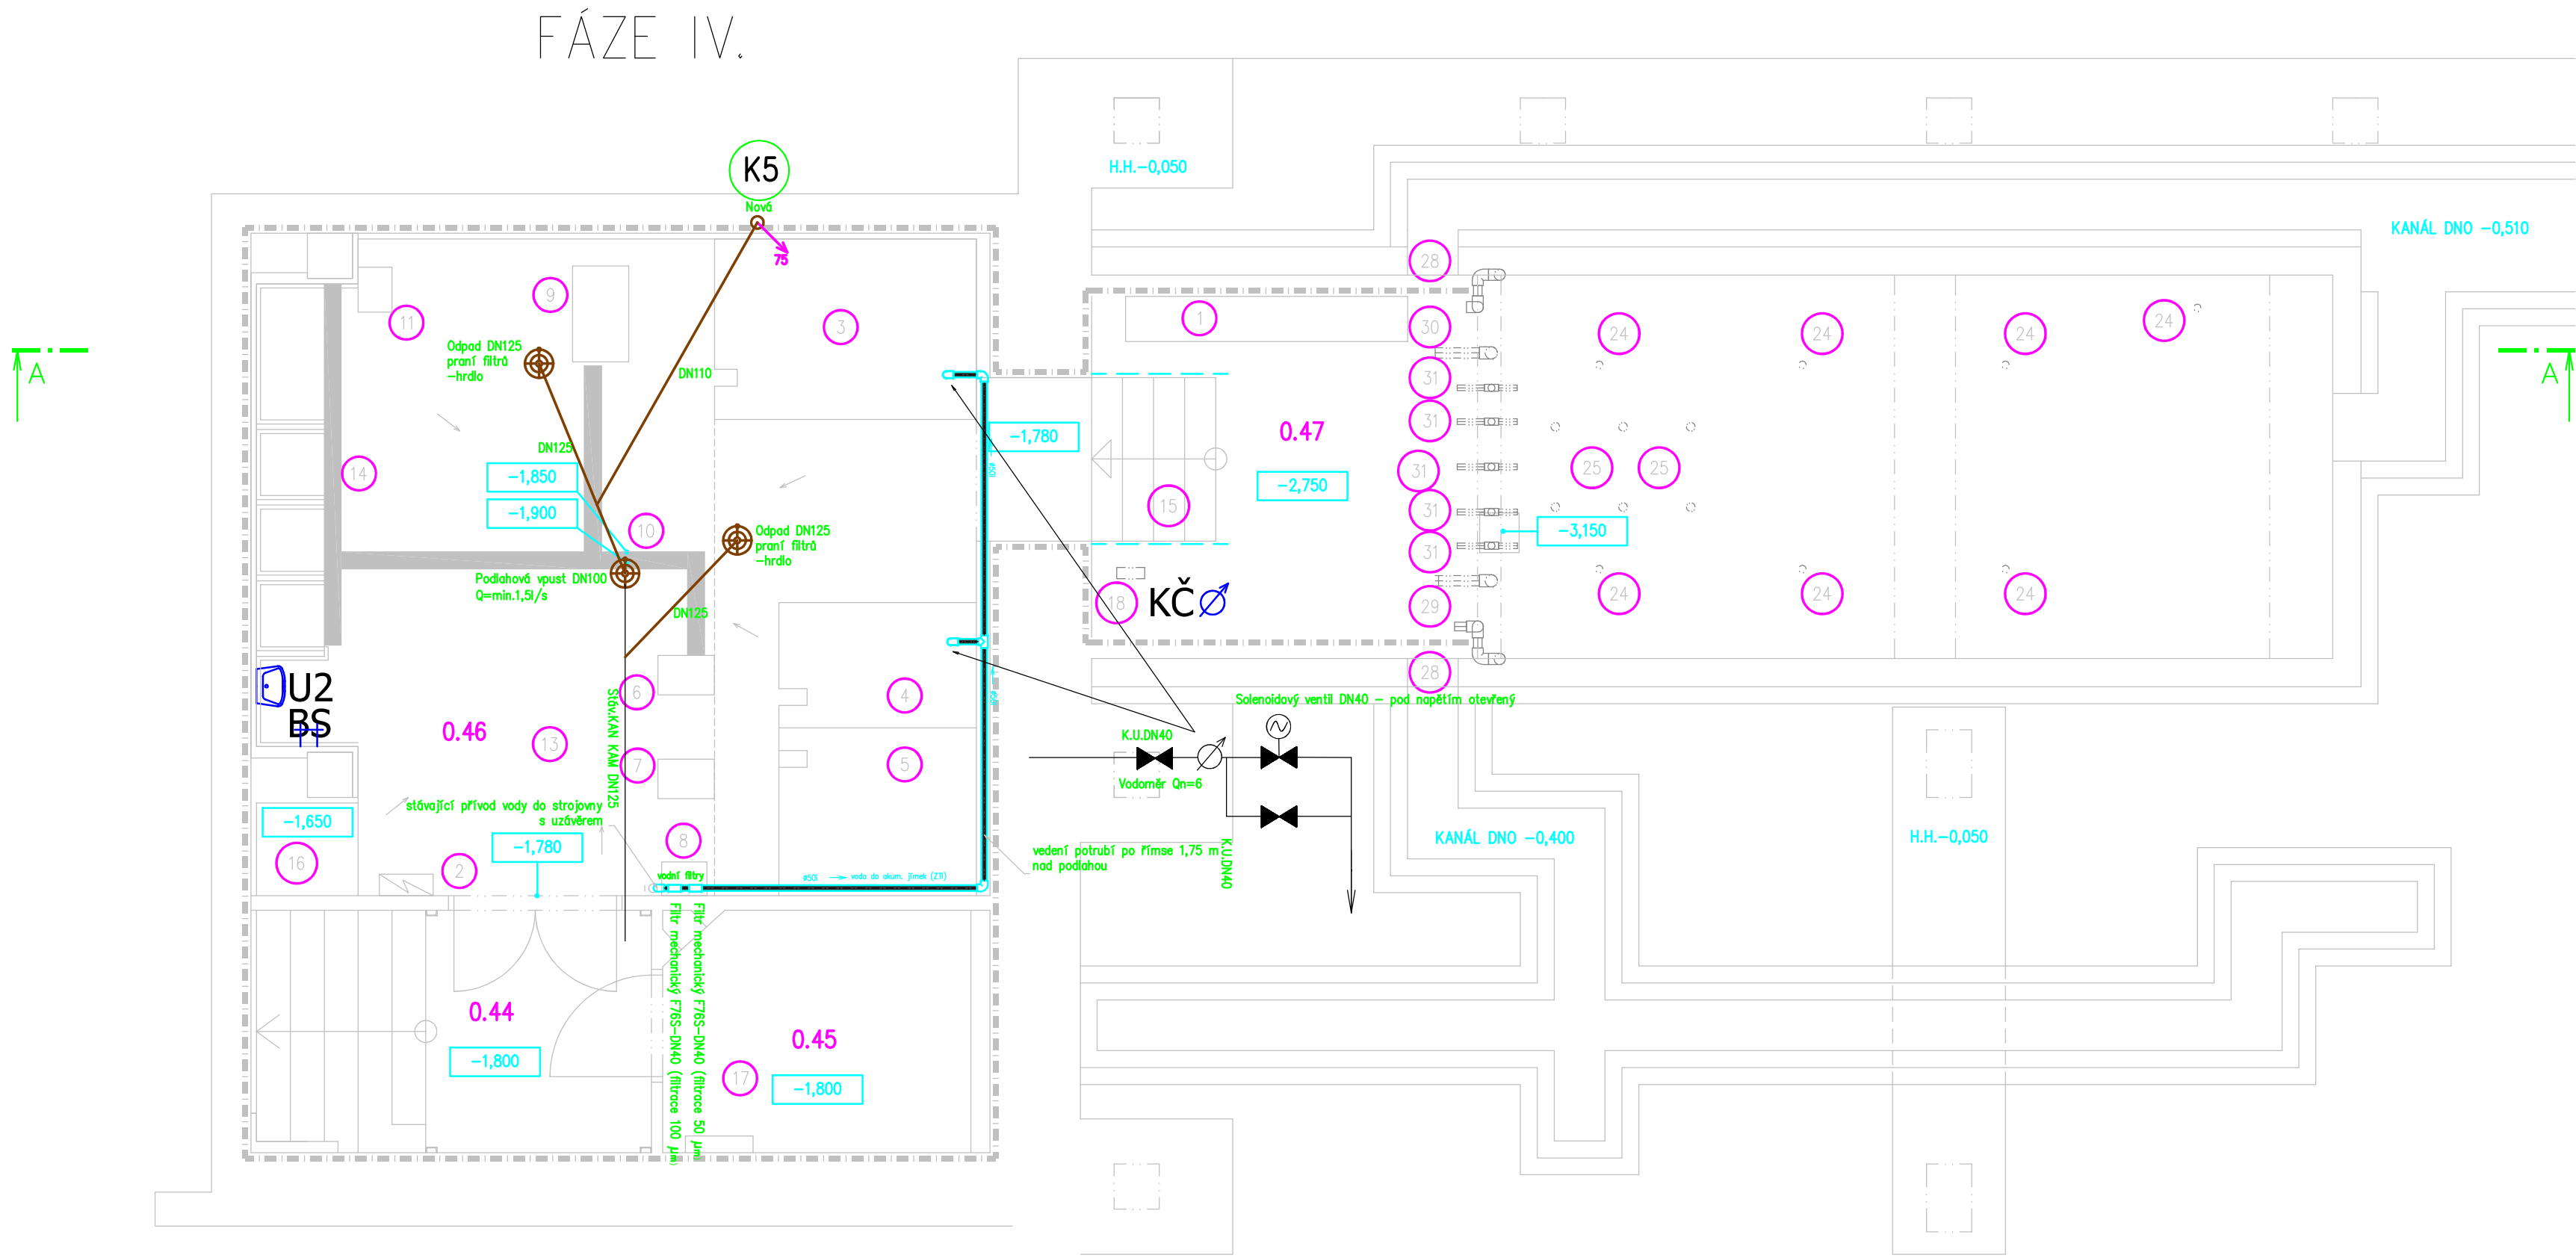 FÁZE IV.
K5
Nová
75
H.H.-0,050
KANÁL DNO -0,510
A
A
9
11
3
1
28
30
31
31
31
31
31
29
28
24
24
24
24
25
25
24
24
24
Odpad DN125
praní filtrů
-hrdlo
DN110
DN125
-1,850
-1,900
14
10
Odpad DN125
praní filtrů
-hrdlo
Podlahová vpust DN100
Q=min.1,5l/s
DN125
-1,780
0.47
-2,750
15
-3,150
18
KČ
U2
BS
0.46
13
6
7
4
5
8
Stáv.KAN KAM DN125
stávající přívod vody do strojovny
s uzávěrem
-1,650
16
-1,780
2
vodní filtry
ø50l
voda do akum. jímek (ZTI)
Solenoidový ventil DN40 - pod napětím otevřený
K.U.DN40
Vodoměr Qn=6
K.U.DN40
vedení potrubí po římse 1,75 m
nad podlahou
KANÁL DNO -0,400
H.H.-0,050
Filtr mechanický F76S-DN40 (filtrace 100 µm)
Filtr mechanický F76S-DN40 (filtrace 50 µm)
0.44
-1,800
0.45
17
-1,800